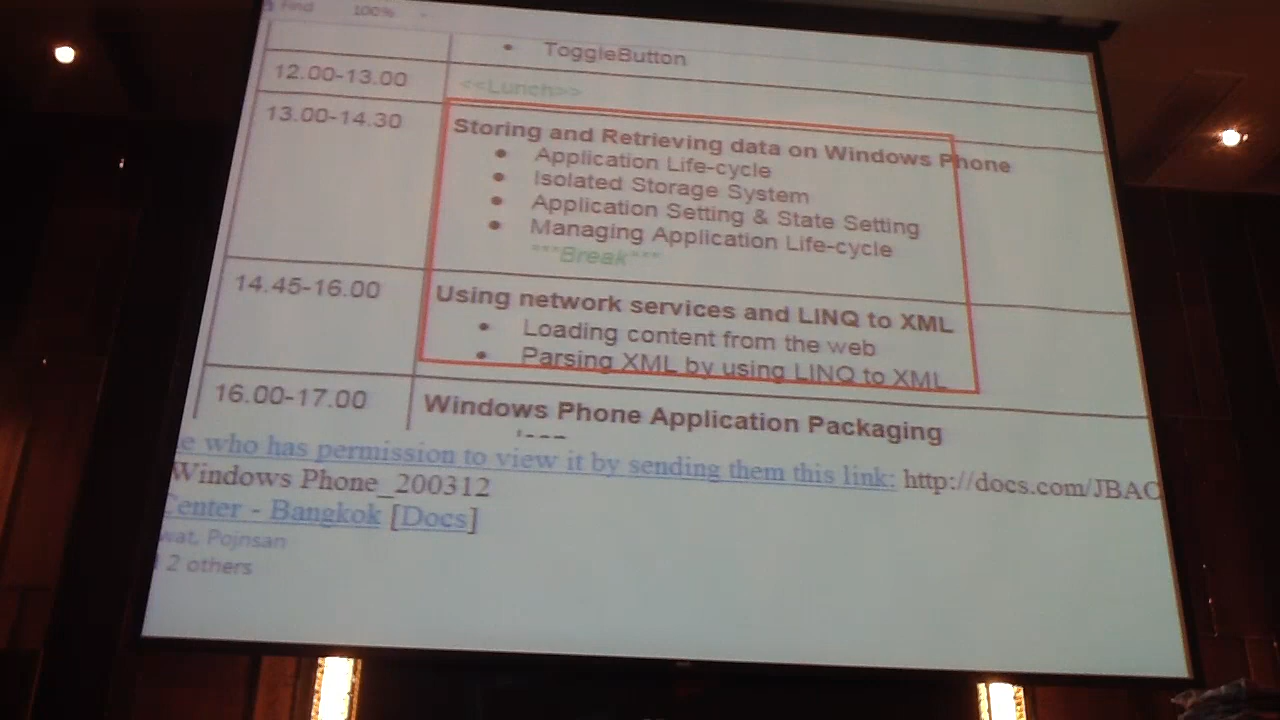 Find 100%
• ToggleButton
12.00-13.00 <<Lunch>>
13.00-14.30 Storing and Retrieving data on Windows Phone
• Application Life-cycle
• Isolated Storage System
• Application Setting & State Setting
• Managing Application Life-cycle
***Break***
14.45-16.00 Using network services and LINQ to XML
• Loading content from the web
• Parsing XML by using LINQ to XML
16.00-17.00 Windows Phone Application Packaging
e who has permission to view it by sending them this link: http://docs.com/JBAC
Windows Phone_200312
Center - Bangkok [Docs]
wat, Pojnsan
2 others